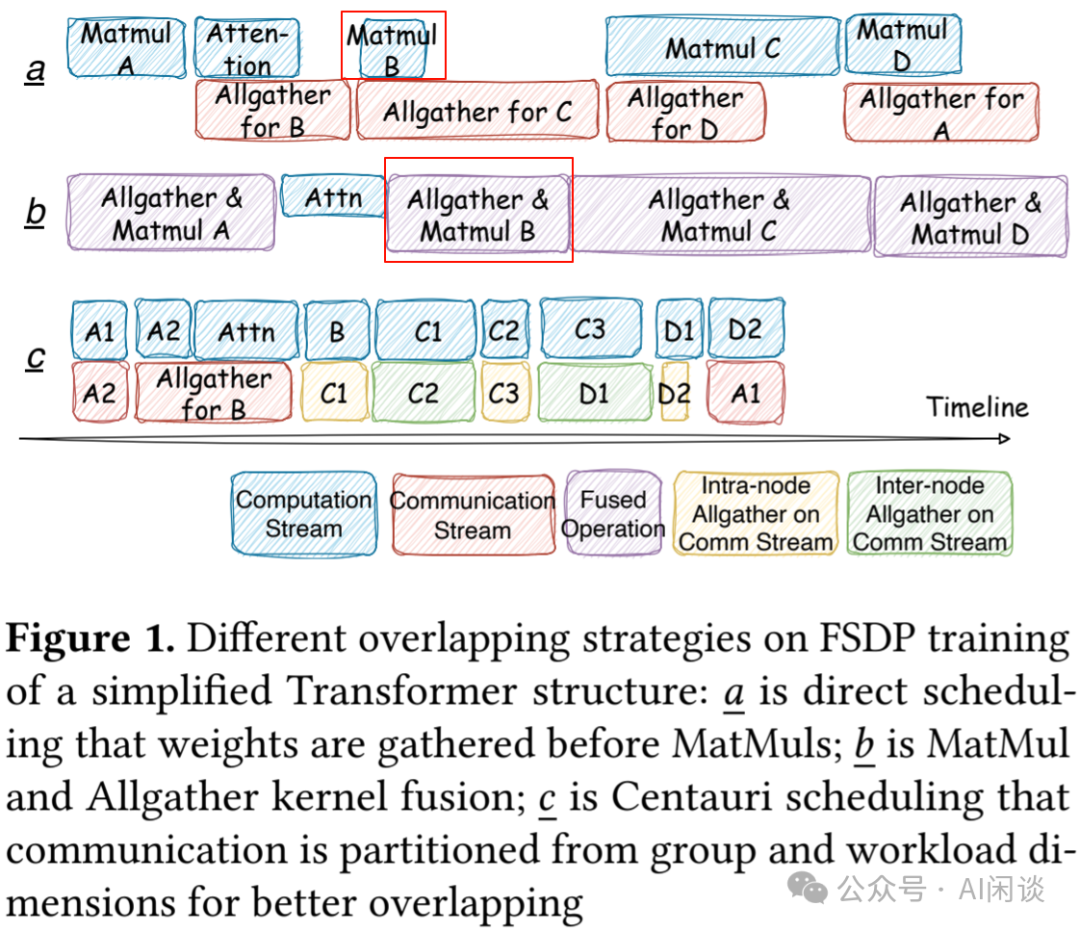 a
Matmul A
Atten-tion
Matmul B
Matmul C
Matmul D
Allgather for B
Allgather for C
Allgather for D
Allgather for A
b
Allgather & Matmul A
Attn
Allgather & Matmul B
Allgather & Matmul C
Allgather & Matmul D
c
A1 A2 Attn B C1 C2 C3 D1 D2
A2
Allgather for B
C1 C2 C3 D1 D2 A1
Timeline
Computation Stream
Communication Stream
Fused Operation
Intra-node Allgather on Comm Stream
Inter-node Allgather on Comm Stream
Figure 1. Different overlapping strategies on FSDP training
of a simplified Transformer structure: a is direct schedul-
ing that weights are gathered before MatMuls; b is MatMul
and Allgather kernel fusion; c is Centauri scheduling that
communication is partitioned from group and workload di-
mensions for better overlapping
公众号 · AI闲谈